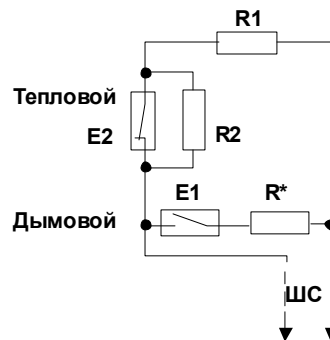 R1
Тепловой
E2
R2
E1
R*
Дымовой
ШС